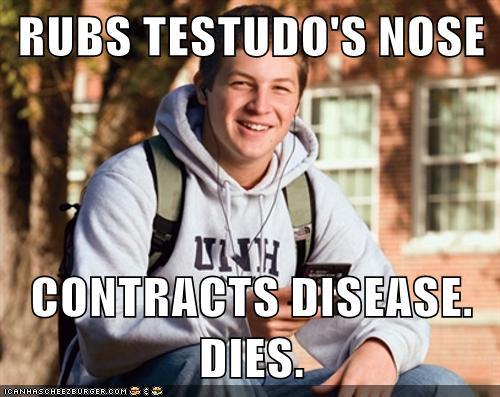 RUBS TESTUDO'S NOSE
UNH
CONTRACTS DISEASE.
DIES.
ICANHASCHEEZBURGER.COM